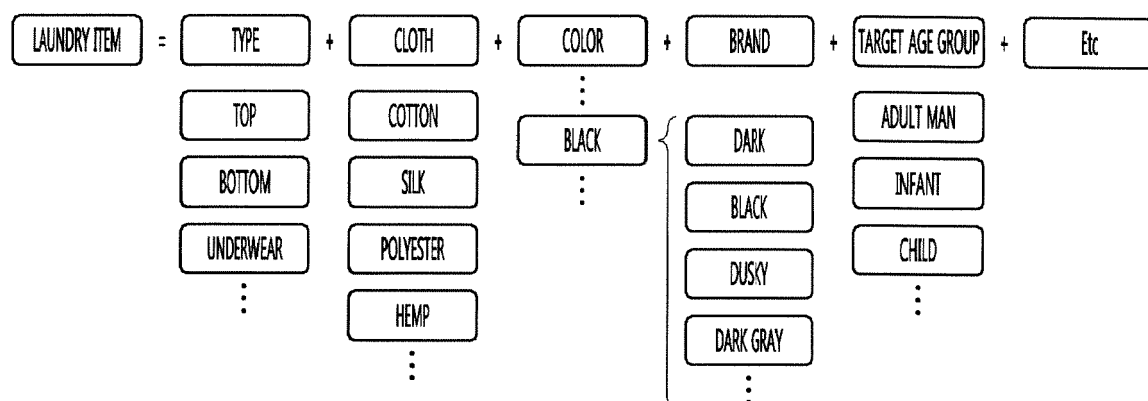 LAUNDRY ITEM = TYPE + CLOTH + COLOR + BRAND + TARGET AGE GROUP + Etc
TOP
BOTTOM
UNDERWEAR
COTTON
SILK
POLYESTER
HEMP
BLACK
DARK
BLACK
DUSKY
DARK GRAY
ADULT MAN
INFANT
CHILD